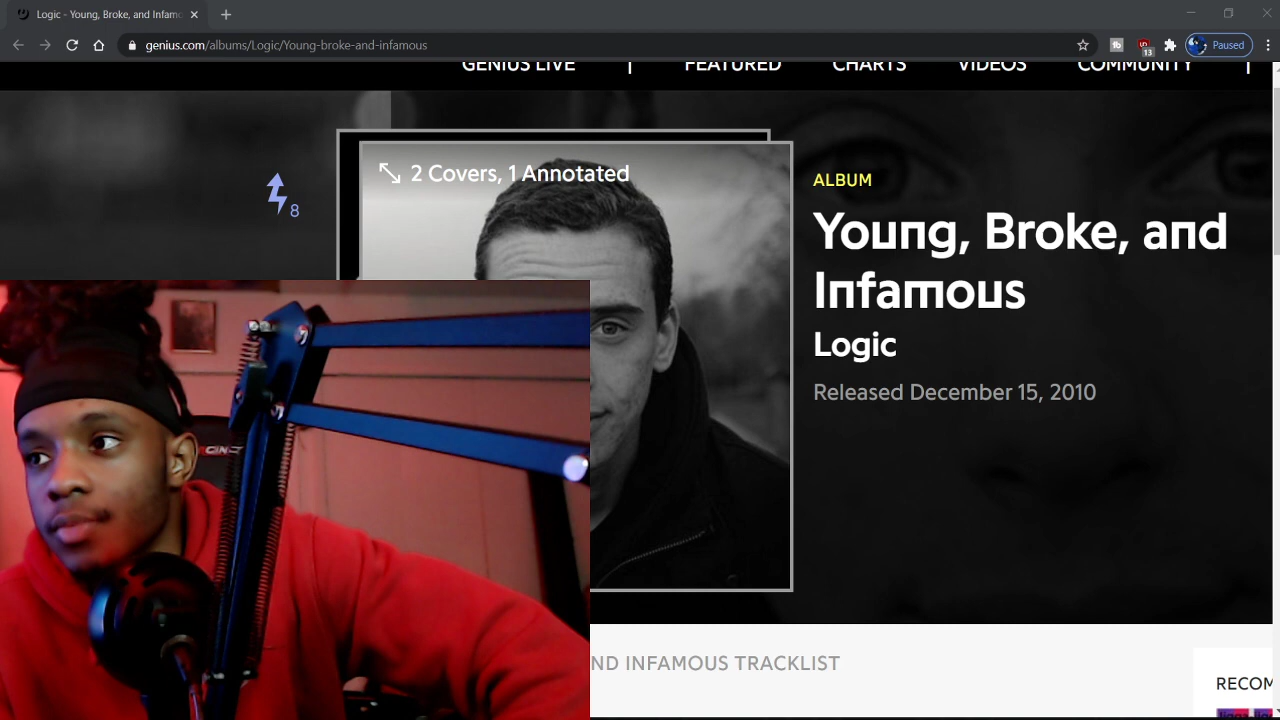 Logic - Young, Broke, and Infamo
genius.com/albums/Logic/Young-broke-and-infamous
13
Paused
GENIUS LIVE | FEATURED CHARTS VIDEOS COMMUNITY |
2 Covers, 1 Annotated
8
ALBUM
Young, Broke, and
Infamous
Logic
Released December 15, 2010
ND INFAMOUS TRACKLIST
RECOM